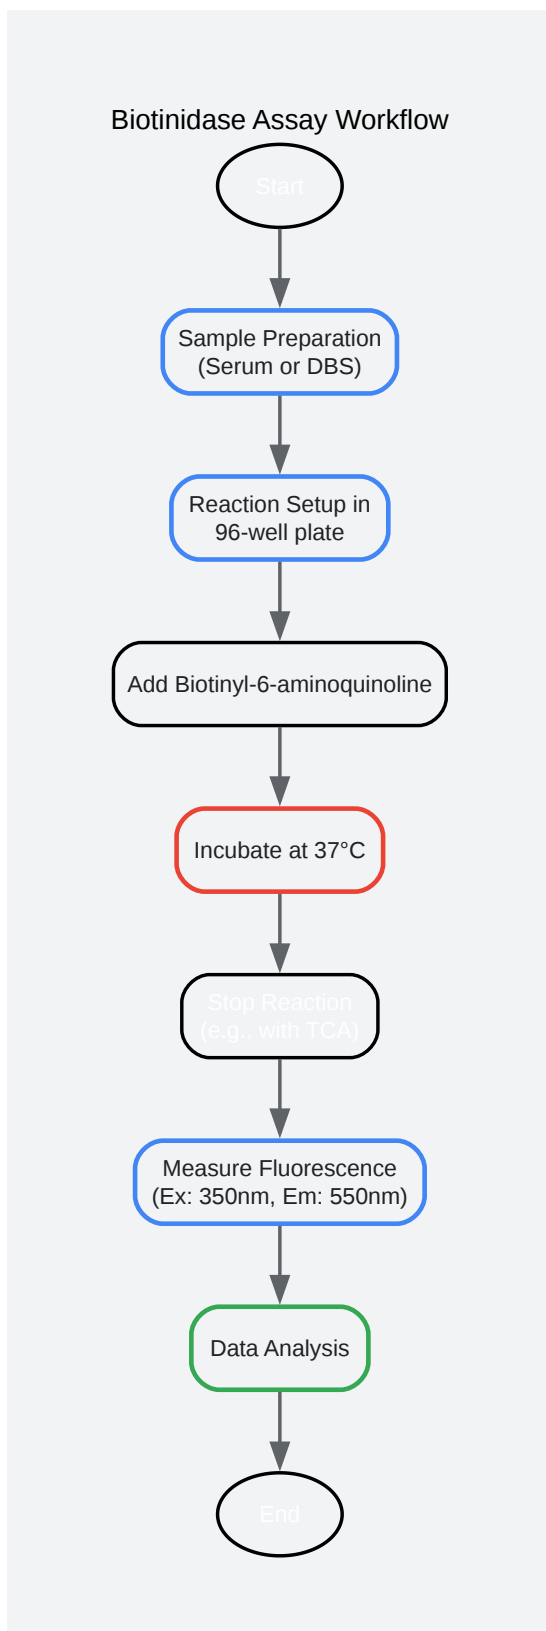 Biotinidase Assay Workflow
Start
Sample Preparation
(Serum or DBS)
Reaction Setup in
96-well plate
Add Biotinyl-6-aminoquinoline
Incubate at 37°C
Stop Reaction
(e.g., with TCA)
Measure Fluorescence
(Ex: 350nm, Em: 550nm)
Data Analysis
End